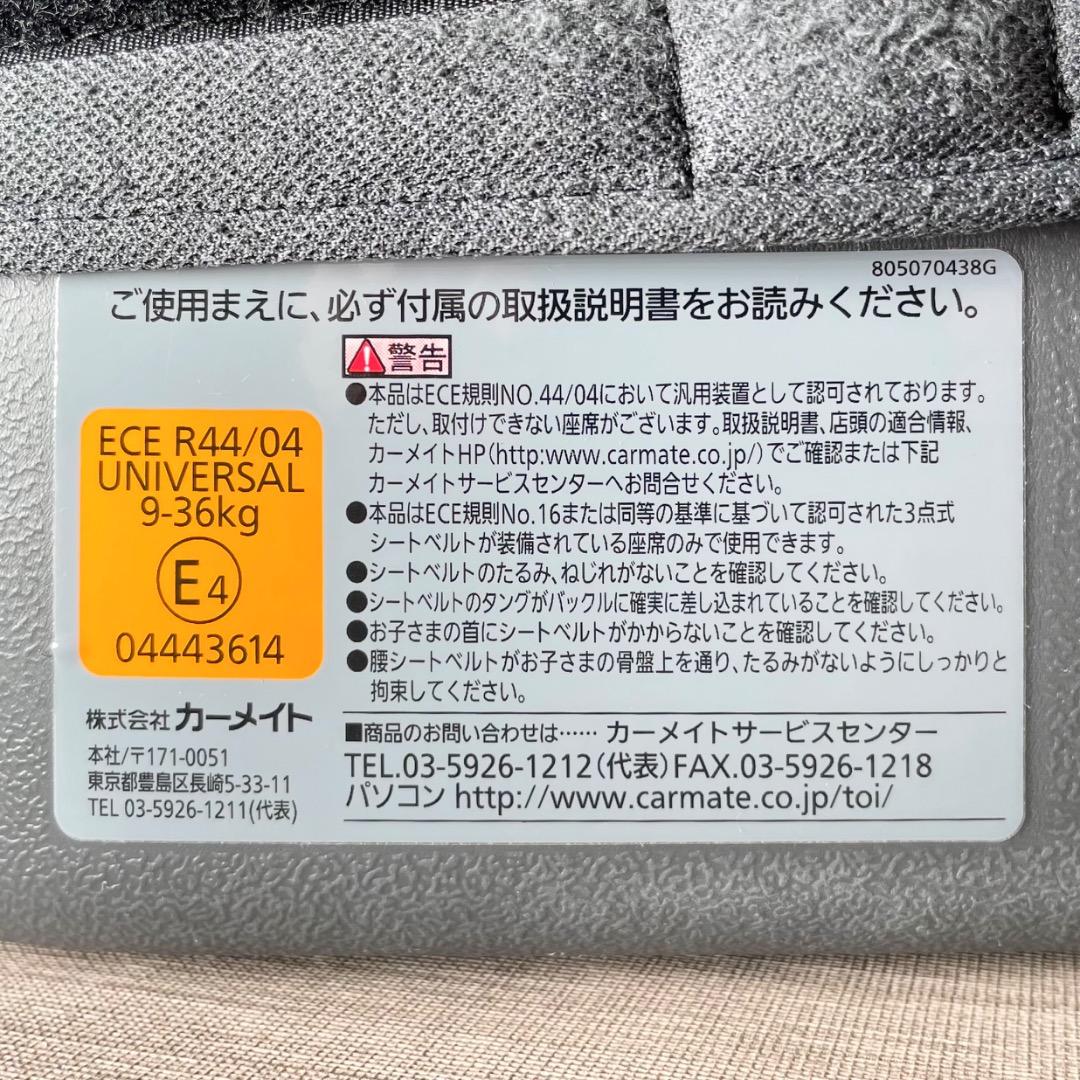 805070438G
ご使用まえに、必ず付属の取扱説明書をお読みください。
警告
●本品はECE規則NO.44/04において汎用装置として認可されております。
ただし、取付けできない座席がございます。取扱説明書、店頭の適合情報、
カーメイトHP(http:www.carmate.co.jp/)でご確認または下記
カーメイトサービスセンターへお問合せください。
●本品はECE規則No.16または同等の基準に基づいて認可された3点式
シートベルトが装備されている座席のみで使用できます。
●シートベルトのたるみ、ねじれがないことを確認してください。
●シートベルトのタングがバックルに確実に差し込まれていることを確認してください。
●お子さまの首にシートベルトがかからないことを確認してください。
●腰シートベルトがお子さまの骨盤上を通り、たるみがないようにしっかりと
拘束してください。
ECE R44/04
UNIVERSAL
9-36kg
E4
04443614
株式会社 カーメイト
本社/〒171-0051
東京都豊島区長崎5-33-11
TEL 03-5926-1211(代表)
■商品のお問い合わせは…… カーメイトサービスセンター
TEL.03-5926-1212(代表)FAX.03-5926-1218
パソコン http://www.carmate.co.jp/toi/